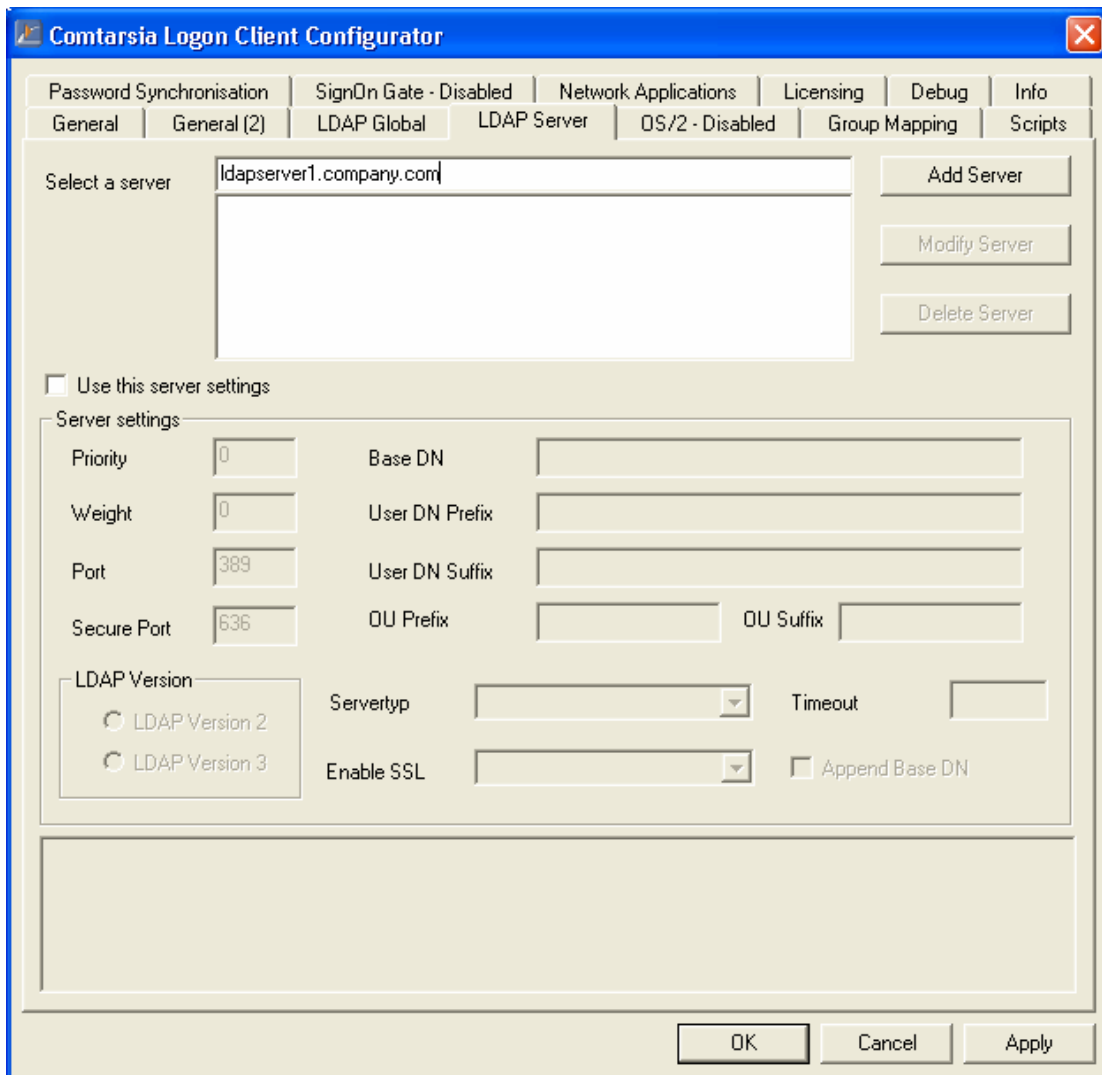 Comtarsia Logon Client Configurator
Password Synchronisation SignOn Gate - Disabled Network Applications Licensing Debug Info
General General (2) LDAP Global LDAP Server OS/2 - Disabled Group Mapping Scripts
Select a server ldapserver1.company.com Add Server
Modify Server
Delete Server
Use this server settings
Server settings
Priority 0 Base DN
Weight 0 User DN Prefix
Port 389 User DN Suffix
Secure Port 636 OU Prefix OU Suffix
LDAP Version
LDAP Version 2
LDAP Version 3
Servertyp Timeout
Enable SSL Append Base DN
OK Cancel Apply